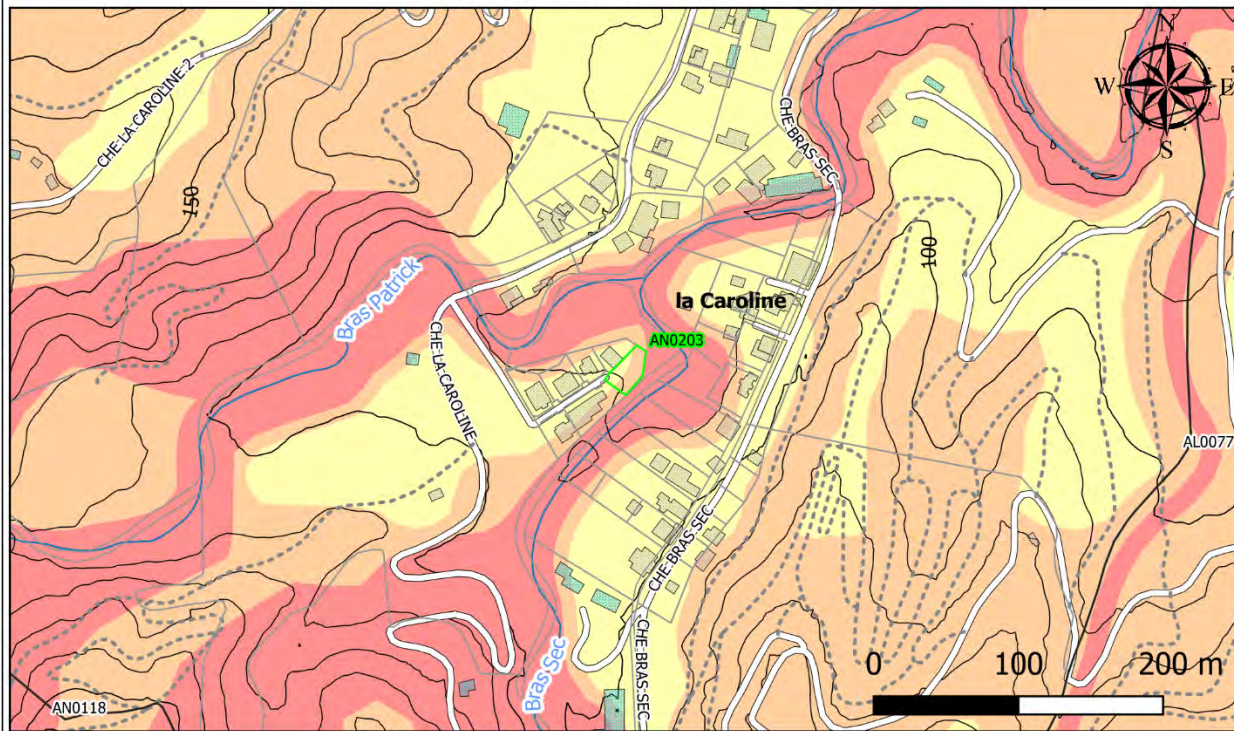 N
W
E
S
CHE:LA-CAROLINE-2
CHE-BRAS-SEC
150
100
Bras Patrick
la Caroline
AN0203
CHE-LA-CAROLINE
AL0077
CHE:BRAS-SEC
CHE:BRAS-SEC
Bras Sec
0 100 200 m
AN0118